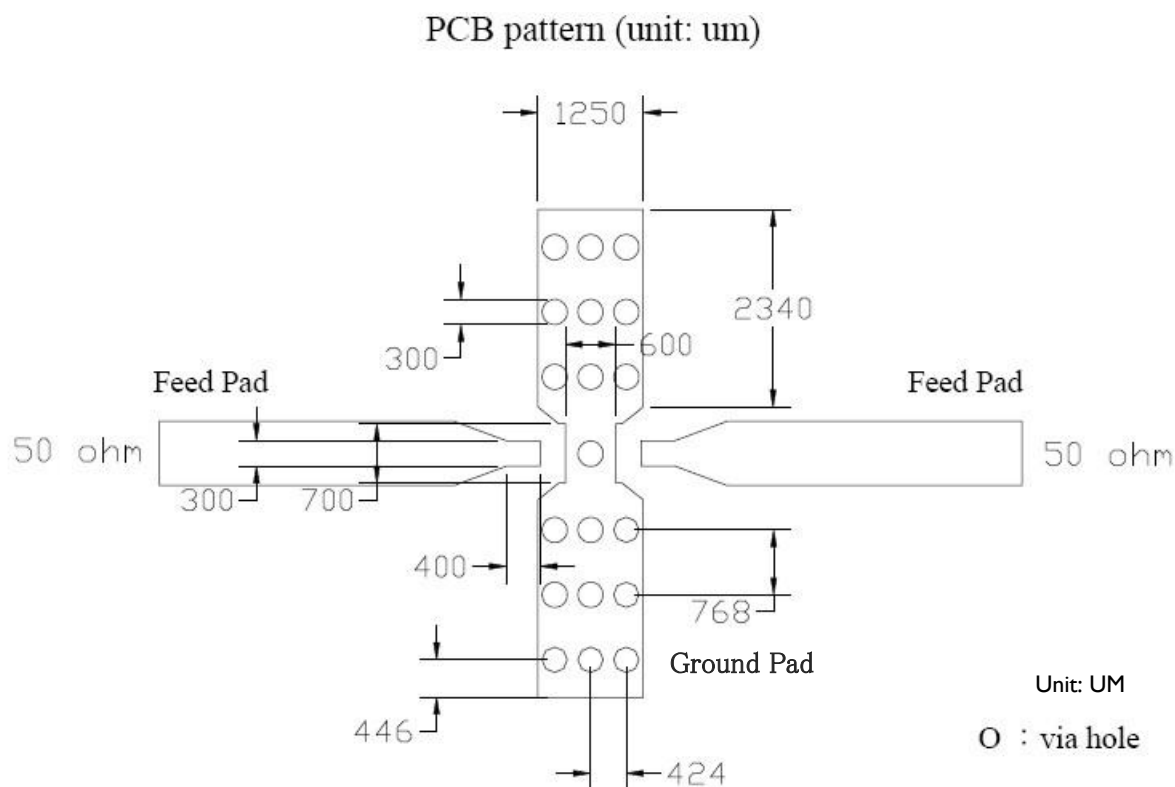 PCB pattern (unit: um)
1250
2340
300
600
Feed Pad
Feed Pad
50 ohm
50 ohm
300
700
400
768
Ground Pad
446
Unit: UM
O : via hole
424